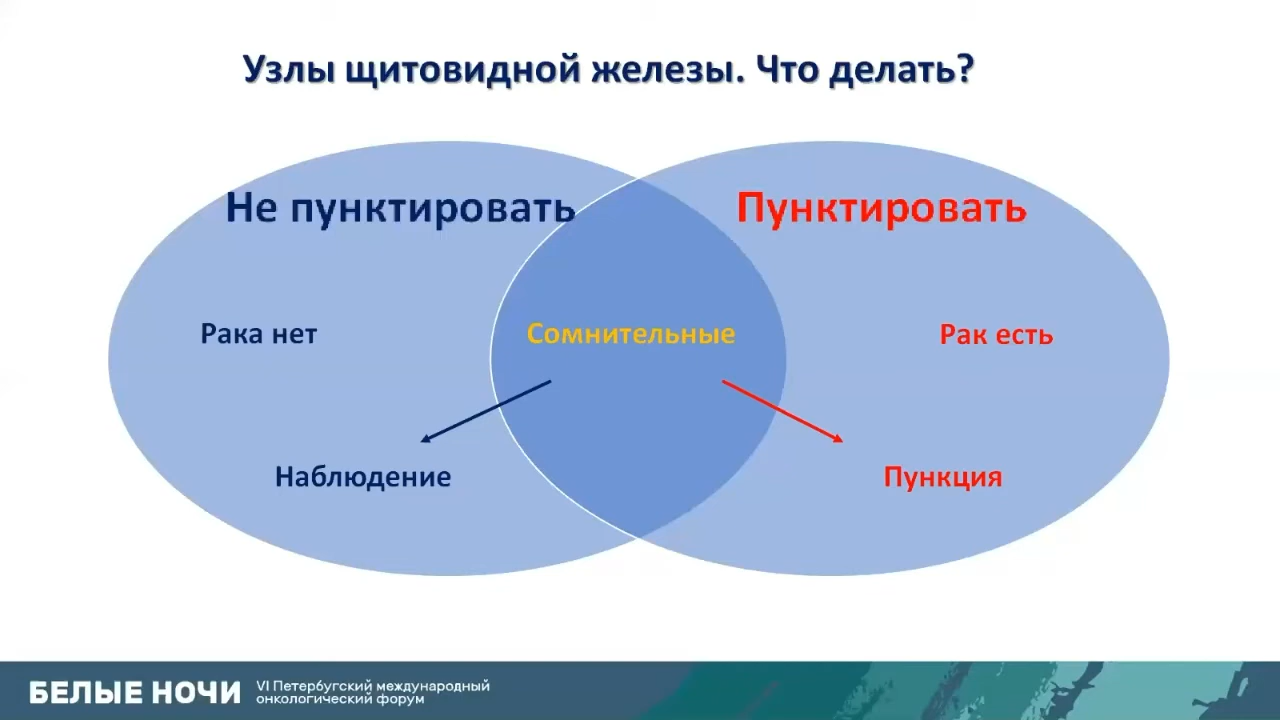 Узлы щитовидной железы. Что делать?
Не пунктировать
Пунктировать
Рака нет
Сомнительные
Рак есть
Наблюдение
Пункция
БЕЛЫЕ НОЧИ
VI Петербургский международный
онкологический форум